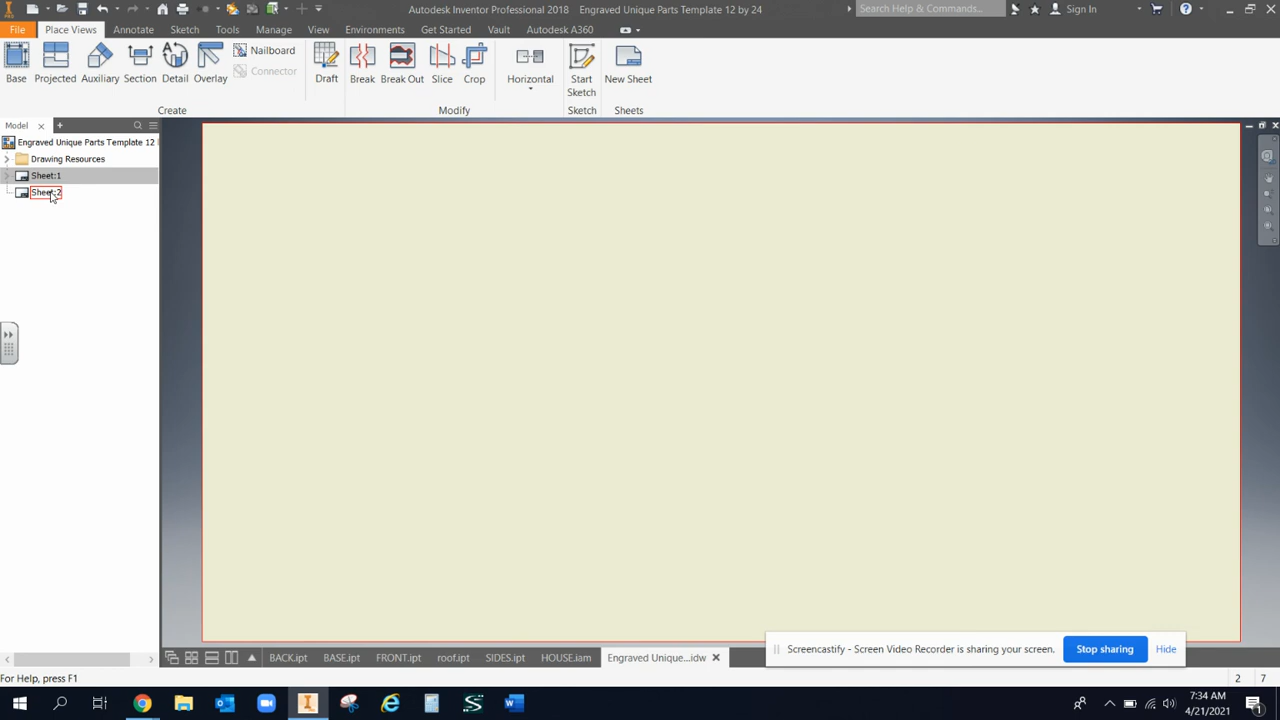 Autodesk Inventor Professional 2018 Engraved Unique Parts Template 12 by 24
Search Help & Commands...
Sign In
File Place Views Annotate Sketch Tools Manage View Environments Get Started Vault Autodesk A360
Base Projected Auxiliary Section Detail Overlay
Nailboard
Connector
Draft Break Break Out Slice Crop Horizontal Start Sketch New Sheet
Create Modify Sketch Sheets
Model
Engraved Unique Parts Template 12
Drawing Resources
Sheet:1
Sheet:2
BACK.ipt BASE.ipt FRONT.ipt roof.ipt SIDES.ipt HOUSE.iam Engraved Unique...idw
Screencastify - Screen Video Recorder is sharing your screen. Stop sharing Hide
For Help, press F1
2 7
7:34 AM
4/21/2021